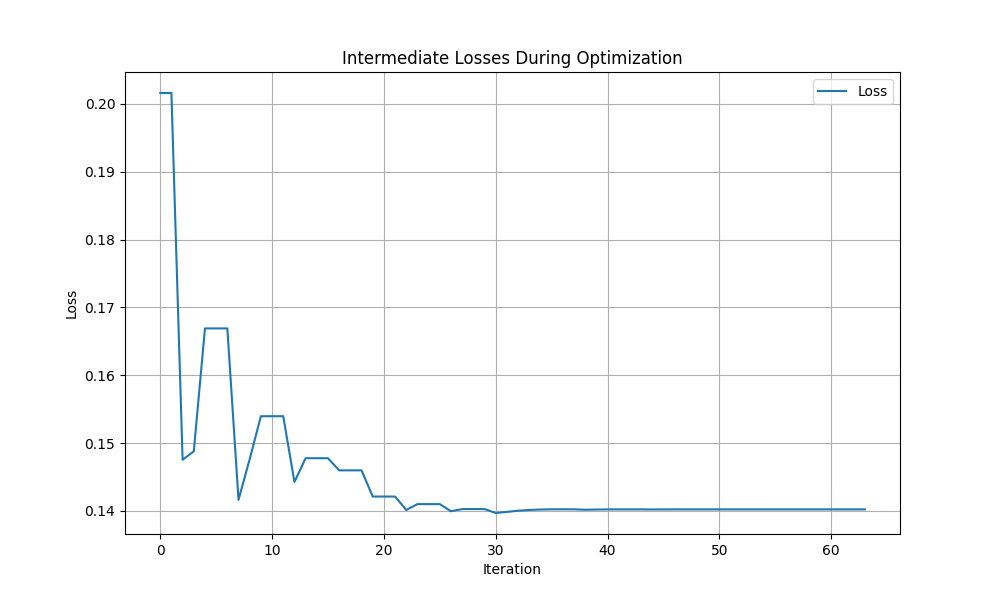 Intermediate Losses During Optimization
Loss
0.20
0.19
0.18
0.17
0.16
0.15
0.14
Loss
0 10 20 30 40 50 60
Iteration